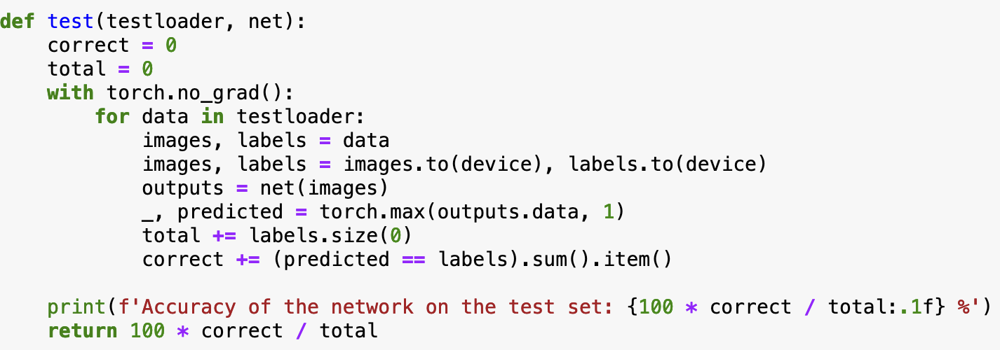 def test(testloader, net):
    correct = 0
    total = 0
    with torch.no_grad():
        for data in testloader:
            images, labels = data
            images, labels = images.to(device), labels.to(device)
            outputs = net(images)
            _, predicted = torch.max(outputs.data, 1)
            total += labels.size(0)
            correct += (predicted == labels).sum().item()

    print(f'Accuracy of the network on the test set: {100 * correct / total:.1f} %')
    return 100 * correct / total